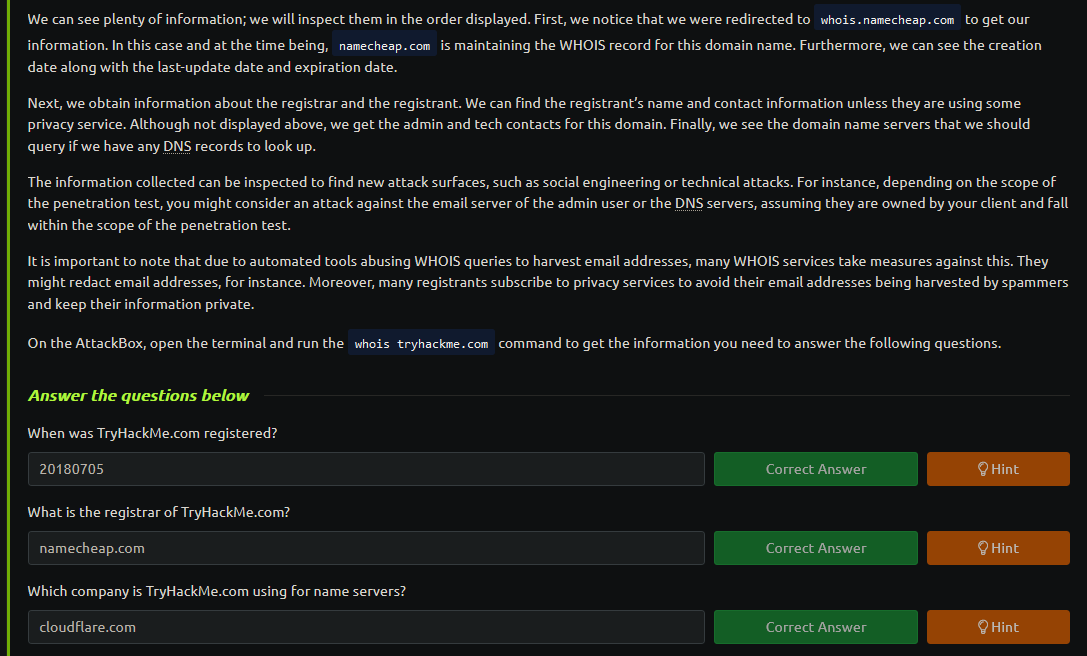 We can see plenty of information; we will inspect them in the order displayed. First, we notice that we were redirected to whois.namecheap.com to get our
information. In this case and at the time being, namecheap.com is maintaining the WHOIS record for this domain name. Furthermore, we can see the creation
date along with the last-update date and expiration date.
Next, we obtain information about the registrar and the registrant. We can find the registrant’s name and contact information unless they are using some
privacy service. Although not displayed above, we get the admin and tech contacts for this domain. Finally, we see the domain name servers that we should
query if we have any DNS records to look up.
The information collected can be inspected to find new attack surfaces, such as social engineering or technical attacks. For instance, depending on the scope of
the penetration test, you might consider an attack against the email server of the admin user or the DNS servers, assuming they are owned by your client and fall
within the scope of the penetration test.
It is important to note that due to automated tools abusing WHOIS queries to harvest email addresses, many WHOIS services take measures against this. They
might redact email addresses, for instance. Moreover, many registrants subscribe to privacy services to avoid their email addresses being harvested by spammers
and keep their information private.
On the AttackBox, open the terminal and run the whois tryhackme.com command to get the information you need to answer the following questions.
Answer the questions below
When was TryHackMe.com registered?
20180705 Correct Answer Hint
What is the registrar of TryHackMe.com?
namecheap.com Correct Answer Hint
Which company is TryHackMe.com using for name servers?
cloudflare.com Correct Answer Hint